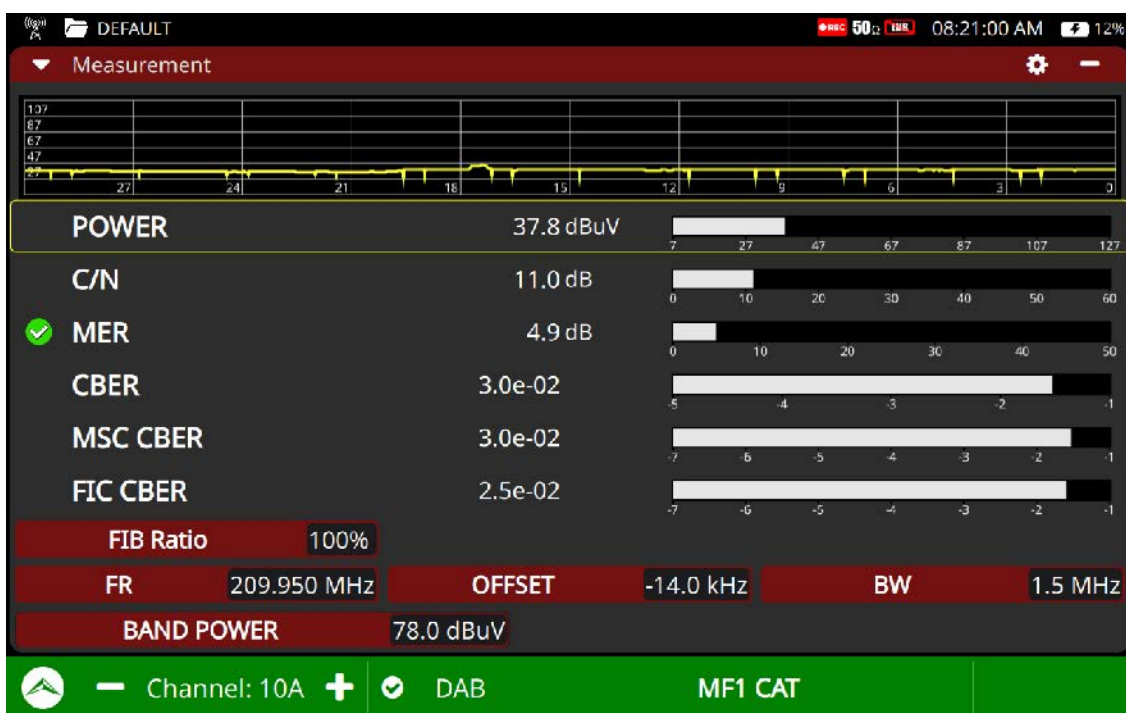 DEFAULT REC 50Ω 08:21:00 AM 12%
Measurement
107
87
67
47
27
27 24 21 18 15 12 9 6 3 0
POWER 37.8 dBuV
7 27 47 67 87 107 127
C/N 11.0 dB
0 10 20 30 40 50 60
MER 4.9 dB
0 10 20 30 40 50
CBER 3.0e-02
-5 -4 -3 -2 -1
MSC CBER 3.0e-02
-7 -6 -5 -4 -3 -2 -1
FIC CBER 2.5e-02
-7 -6 -5 -4 -3 -2 -1
FIB Ratio 100%
FR 209.950 MHz OFFSET -14.0 kHz BW 1.5 MHz
BAND POWER 78.0 dBuV
− Channel: 10A + DAB MF1 CAT